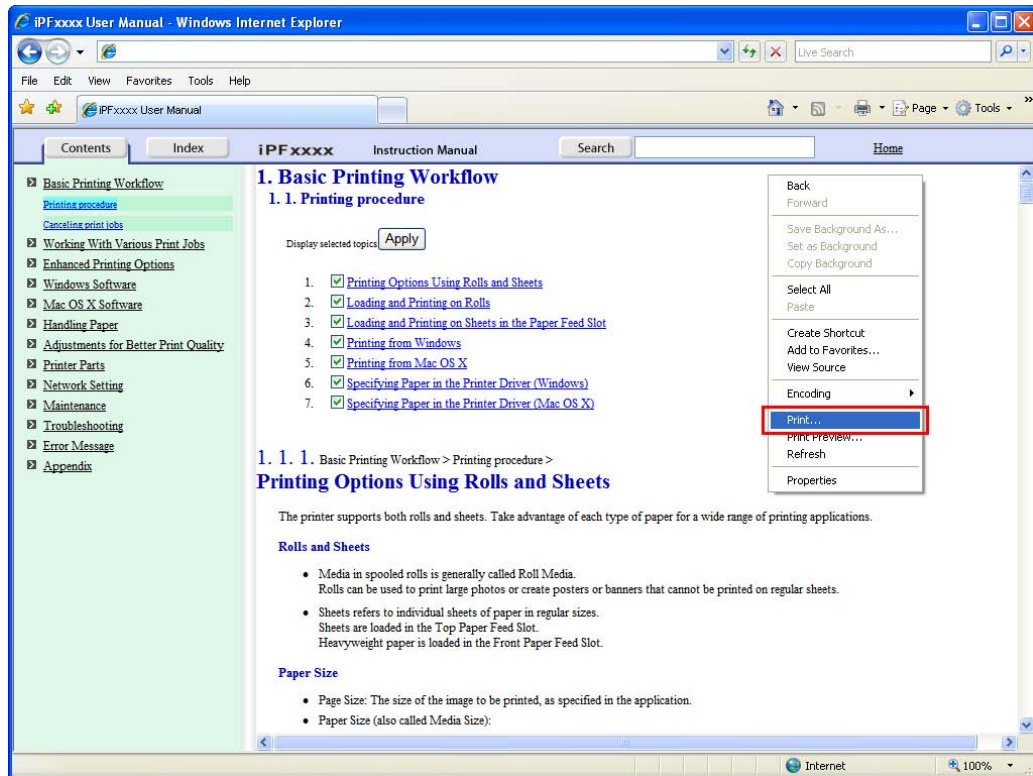 iPFxxxx User Manual - Windows Internet Explorer
Live Search
File Edit View Favorites Tools Help
iPFxxxx User Manual
Page Tools
Contents Index iPFxxxx Instruction Manual Search Home
Basic Printing Workflow
Printing procedure
Canceling print jobs
Working With Various Print Jobs
Enhanced Printing Options
Windows Software
Mac OS X Software
Handling Paper
Adjustments for Better Print Quality
Printer Parts
Network Setting
Maintenance
Troubleshooting
Error Message
Appendix
1. Basic Printing Workflow
1. 1. Printing procedure
Display selected topics Apply
1. Printing Options Using Rolls and Sheets
2. Loading and Printing on Rolls
3. Loading and Printing on Sheets in the Paper Feed Slot
4. Printing from Windows
5. Printing from Mac OS X
6. Specifying Paper in the Printer Driver (Windows)
7. Specifying Paper in the Printer Driver (Mac OS X)
1. 1. 1. Basic Printing Workflow > Printing procedure >
Printing Options Using Rolls and Sheets
The printer supports both rolls and sheets. Take advantage of each type of paper for a wide range of printing applications.
Rolls and Sheets
• Media in spooled rolls is generally called Roll Media.
Rolls can be used to print large photos or create posters or banners that cannot be printed on regular sheets.
• Sheets refers to individual sheets of paper in regular sizes.
Sheets are loaded in the Top Paper Feed Slot.
Heavyweight paper is loaded in the Front Paper Feed Slot.
Paper Size
• Page Size: The size of the image to be printed, as specified in the application.
• Paper Size (also called Media Size):
Back
Forward
Save Background As...
Set as Background
Copy Background
Select All
Paste
Create Shortcut
Add to Favorites...
View Source
Encoding
Print...
Print Preview...
Refresh
Properties
Internet 100%